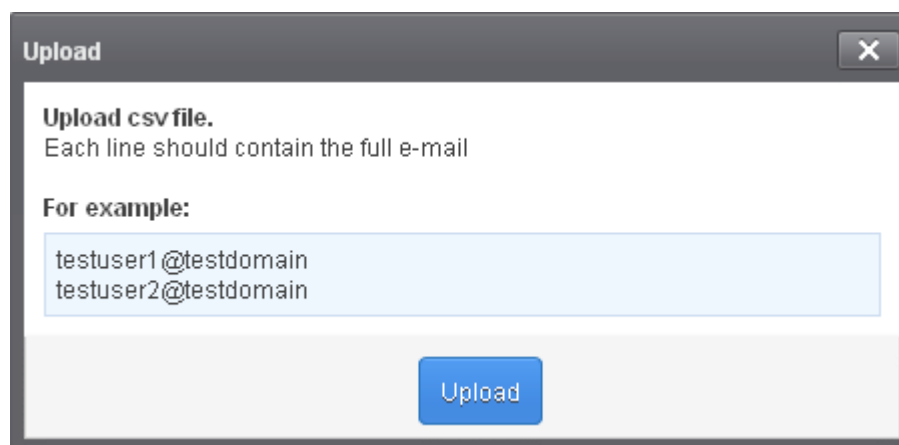 Upload
Upload csv file.
Each line should contain the full e-mail
For example:
testuser1@testdomain
testuser2@testdomain
Upload